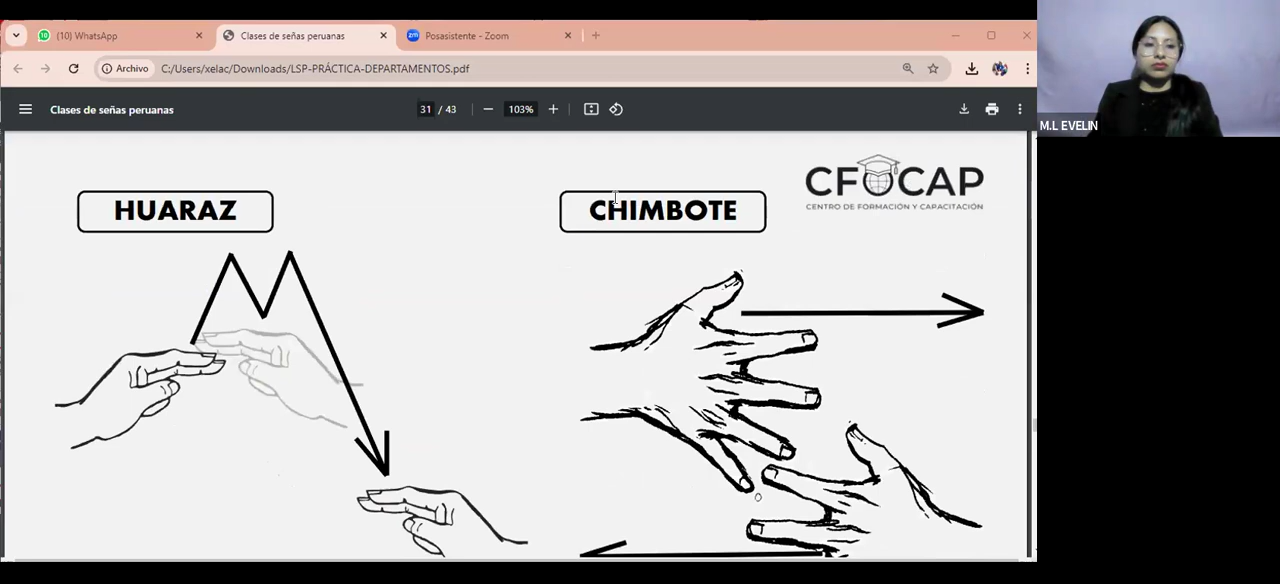 (10) WhatsApp
Clases de señas peruanas
Posasistente - Zoom
Archivo
C:/Users/xelac/Downloads/LSP-PRÁCTICA-DEPARTAMENTOS.pdf
Clases de señas peruanas
31 / 43
103%
M.L EVELIN
HUARAZ
CHIMBOTE
CFOCAP
CENTRO DE FORMACIÓN Y CAPACITACIÓN